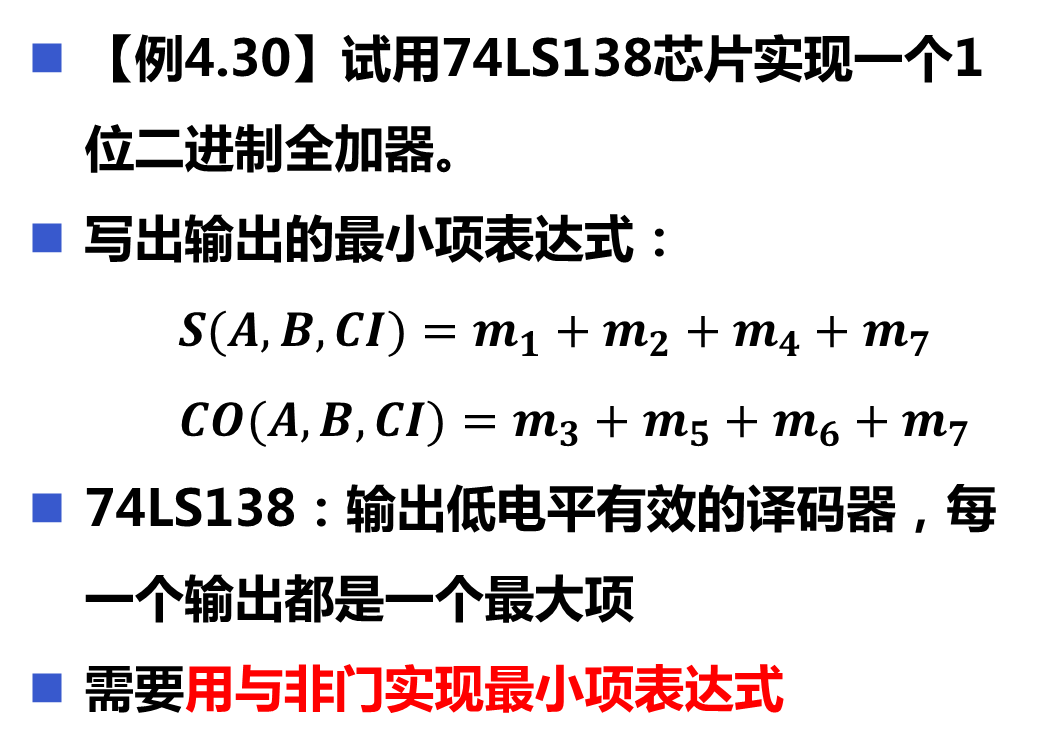 ■ 【例4.30】试用74LS138芯片实现一个1
位二进制全加器。
■ 写出输出的最小项表达式：
S(A, B, CI) = m₁ + m₂ + m₄ + m₇
CO(A, B, CI) = m₃ + m₅ + m₆ + m₇
■ 74LS138：输出低电平有效的译码器，每
一个输出都是一个最大项
■ 需要用与非门实现最小项表达式